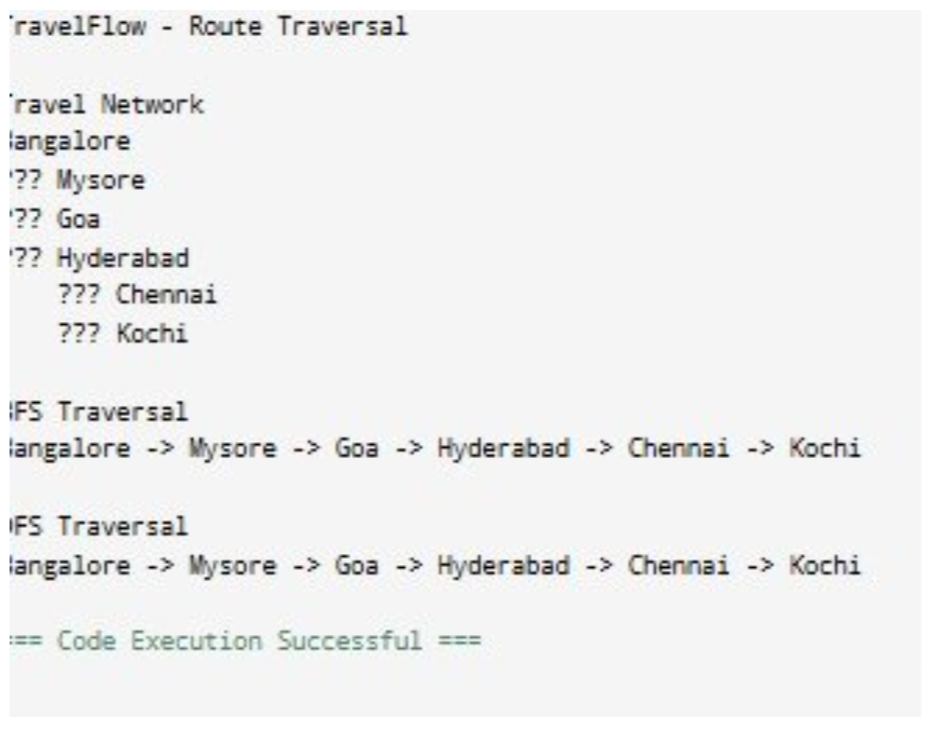 ravelFlow - Route Traversal
ravel Network
angalore
??? Mysore
??? Goa
??? Hyderabad
??? Chennai
??? Kochi
FS Traversal
angalore -> Mysore -> Goa -> Hyderabad -> Chennai -> Kochi
FS Traversal
angalore -> Mysore -> Goa -> Hyderabad -> Chennai -> Kochi
== Code Execution Successful ===